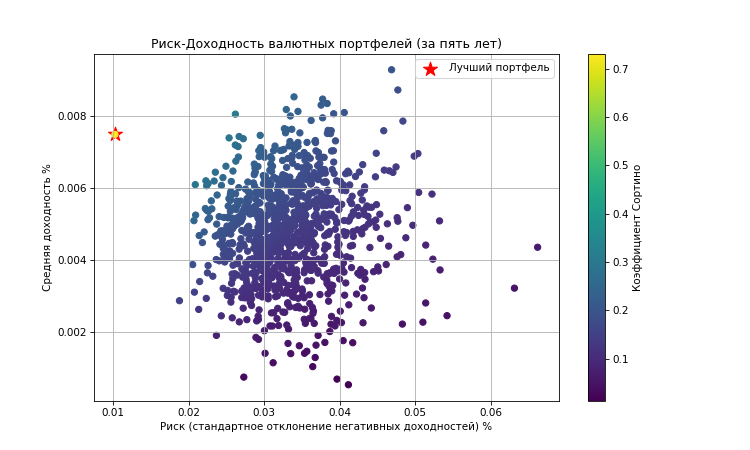 Риск-Доходность валютных портфелей (за пять лет)
Лучший портфель
Средняя доходность %
0.008
0.006
0.004
0.002
0.01 0.02 0.03 0.04 0.05 0.06
Риск (стандартное отклонение негативных доходностей) %
0.7
0.6
0.5
0.4
0.3
0.2
0.1
Коэффициент Сортино